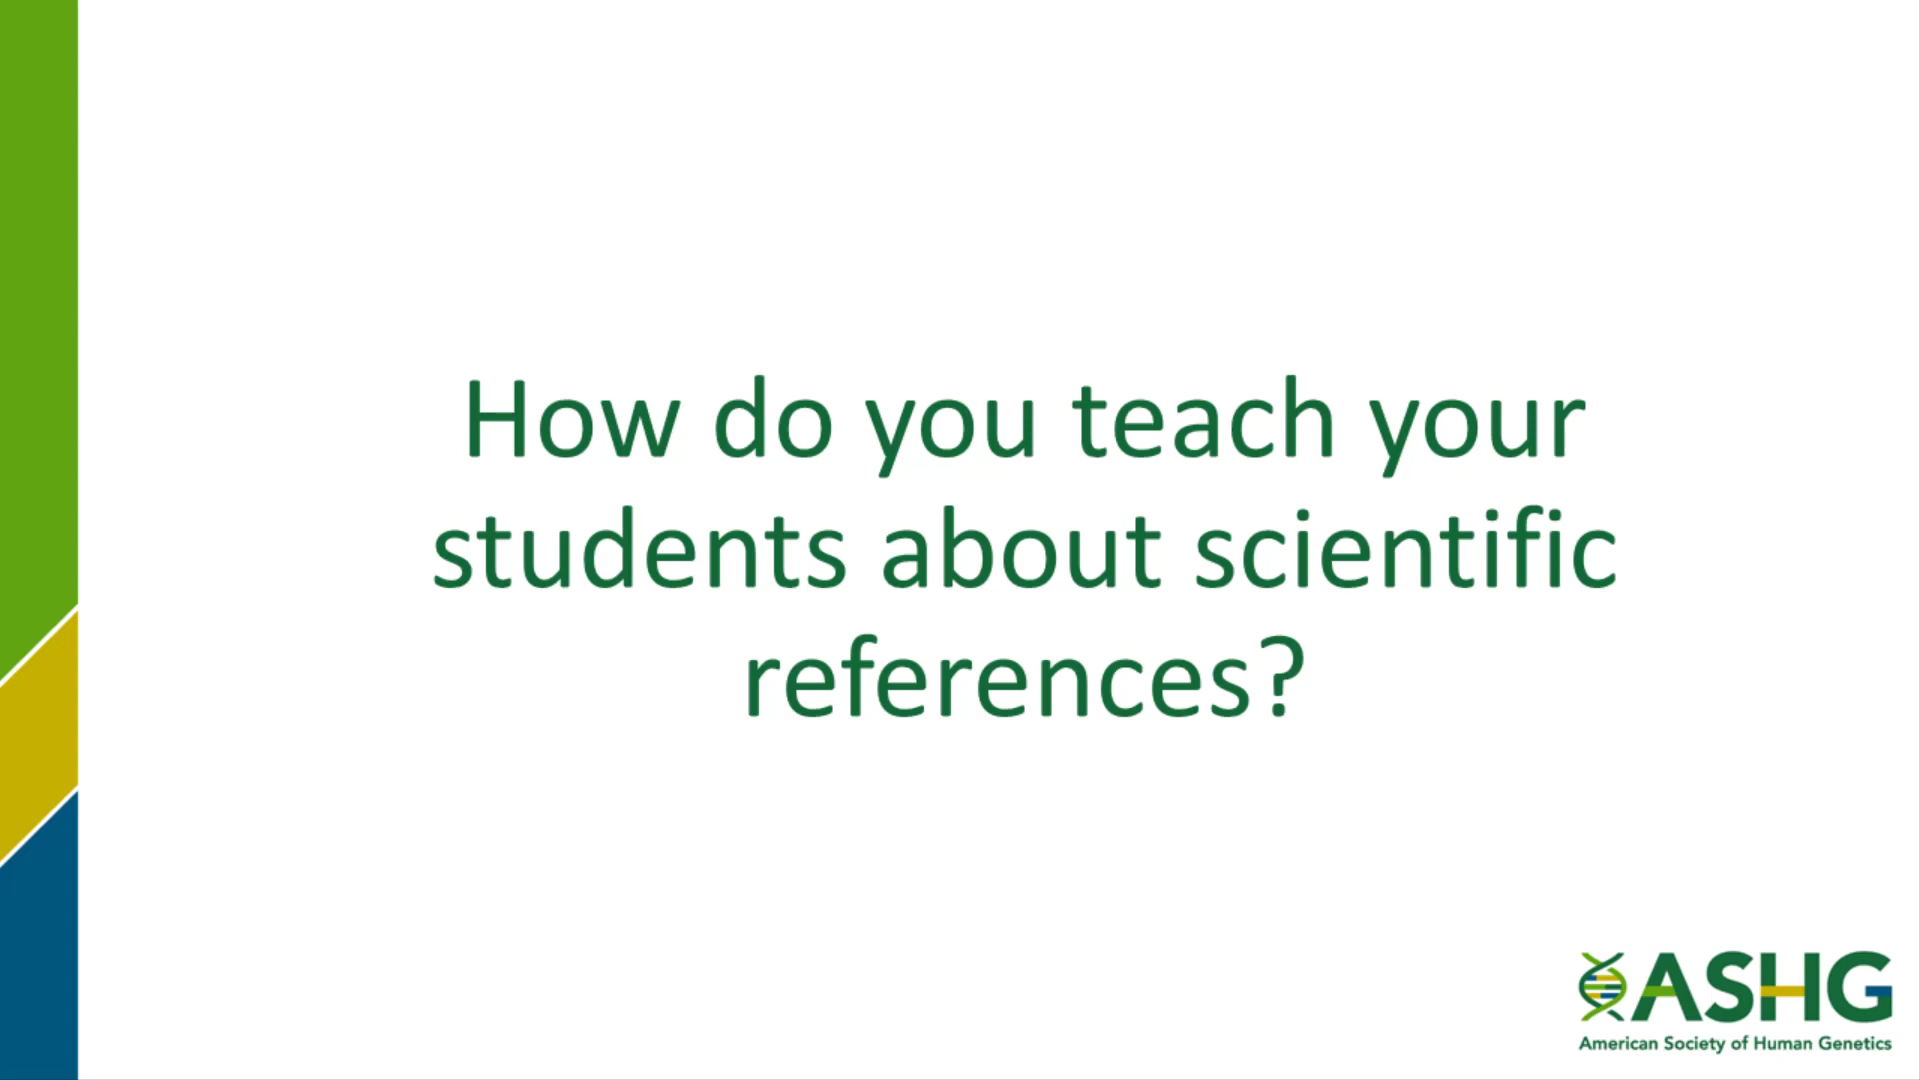 How do you teach your
students about scientific
references?
ASHG
American Society of Human Genetics